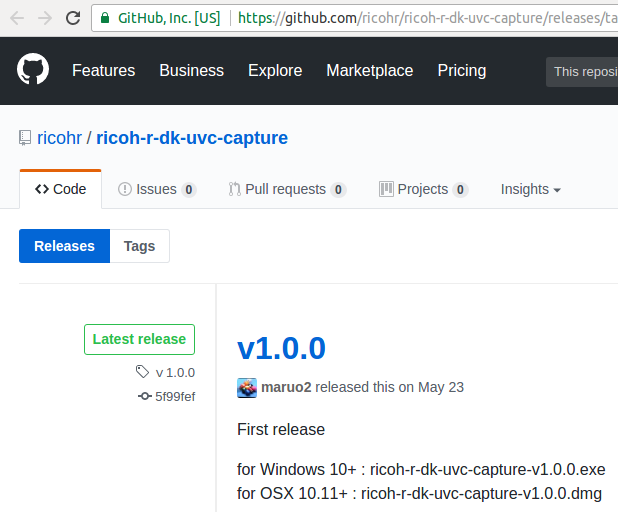 GitHub, Inc. [US] https://github.com/ricohr/ricoh-r-dk-uvc-capture/releases/ta
Features Business Explore Marketplace Pricing This reposi
ricohr / ricoh-r-dk-uvc-capture
Code Issues 0 Pull requests 0 Projects 0 Insights
Releases Tags
Latest release
v 1.0.0
5f99fef
v1.0.0
maruo2 released this on May 23
First release
for Windows 10+ : ricoh-r-dk-uvc-capture-v1.0.0.exe
for OSX 10.11+ : ricoh-r-dk-uvc-capture-v1.0.0.dmg